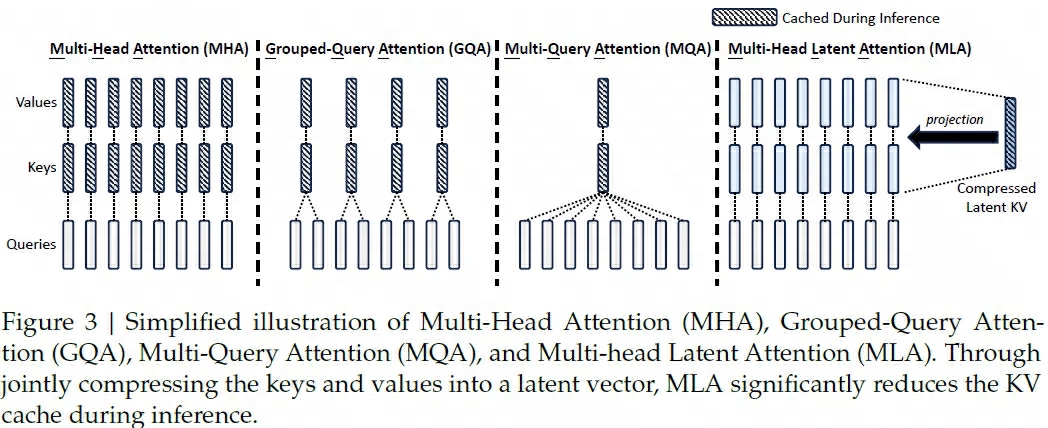 Cached During Inference
Multi-Head Attention (MHA)
Grouped-Query Attention (GQA)
Multi-Query Attention (MQA)
Multi-Head Latent Attention (MLA)
Values
Keys
Queries
projection
Compressed
Latent KV
Figure 3 | Simplified illustration of Multi-Head Attention (MHA), Grouped-Query Atten-
tion (GQA), Multi-Query Attention (MQA), and Multi-head Latent Attention (MLA). Through
jointly compressing the keys and values into a latent vector, MLA significantly reduces the KV
cache during inference.